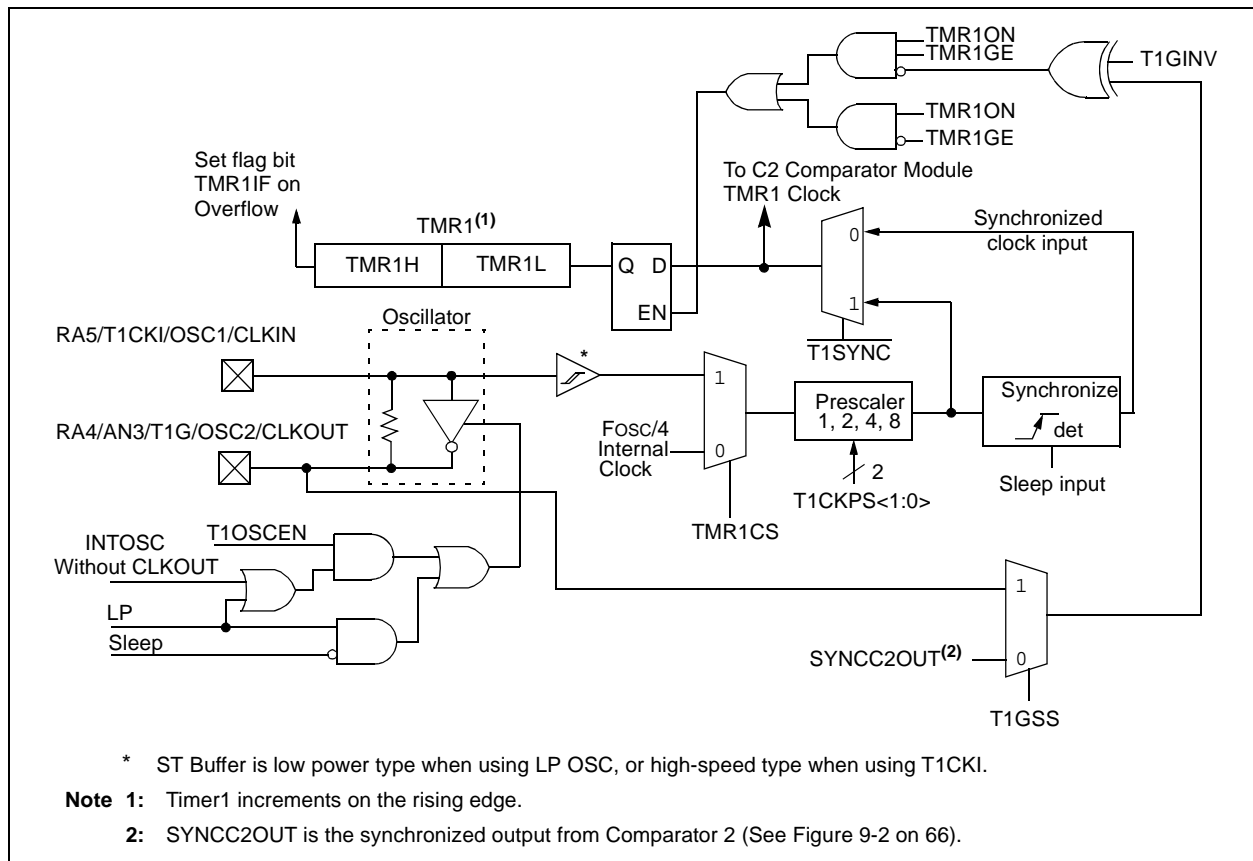 TMR1ON
TMR1GE
T1GINV
TMR1ON
TMR1GE
Set flag bit
TMR1IF on
Overflow
To C2 Comparator Module
TMR1 Clock
TMR1(1)
TMR1H
TMR1L
Q D
EN
0
1
Synchronized
clock input
T1SYNC
Oscillator
RA5/T1CKI/OSC1/CLKIN
*
RA4/AN3/T1G/OSC2/CLKOUT
1
0
FOSC/4
Internal
Clock
TMR1CS
Prescaler
1, 2, 4, 8
2
T1CKPS<1:0>
Synchronize
det
Sleep input
T1OSCEN
INTOSC
Without CLKOUT
LP
Sleep
1
0
SYNCC2OUT(2)
T1GSS
* ST Buffer is low power type when using LP OSC, or high-speed type when using T1CKI.
Note 1: Timer1 increments on the rising edge.
2: SYNCC2OUT is the synchronized output from Comparator 2 (See Figure 9-2 on 66).